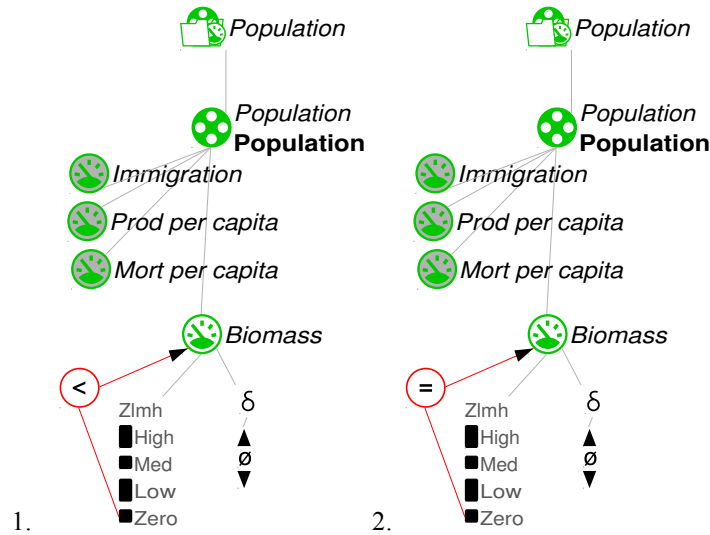 Population
Population
Population
Immigration
Prod per capita
Mort per capita
Biomass
<
δ
Zlmh
High
Med
ø
Low
Zero
1.
Population
Population
Population
Immigration
Prod per capita
Mort per capita
Biomass
=
δ
Zlmh
High
Med
ø
Low
Zero
2.